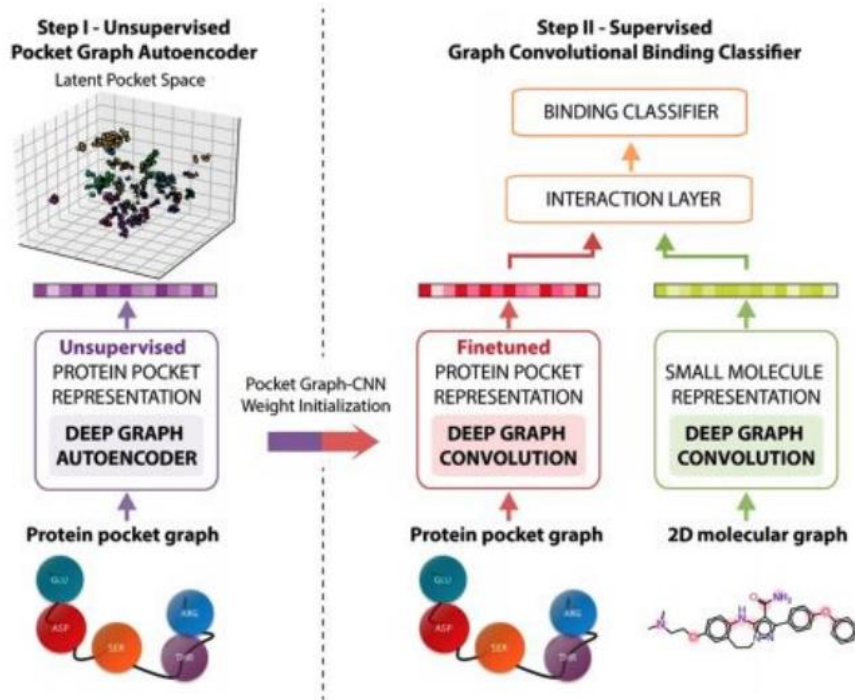 Step I - Unsupervised
Pocket Graph Autoencoder
Latent Pocket Space
Unsupervised
PROTEIN POCKET
REPRESENTATION
DEEP GRAPH
AUTOENCODER
Protein pocket graph
GLU
ASP
SER
ARG
THR
Pocket Graph-CNN
Weight Initialization
Step II - Supervised
Graph Convolutional Binding Classifier
BINDING CLASSIFIER
INTERACTION LAYER
Finetuned
PROTEIN POCKET
REPRESENTATION
DEEP GRAPH
CONVOLUTION
Protein pocket graph
GLU
ASP
SER
ARG
THR
SMALL MOLECULE
REPRESENTATION
DEEP GRAPH
CONVOLUTION
2D molecular graph
O
NH₂
H
N
N
O
N
N
O